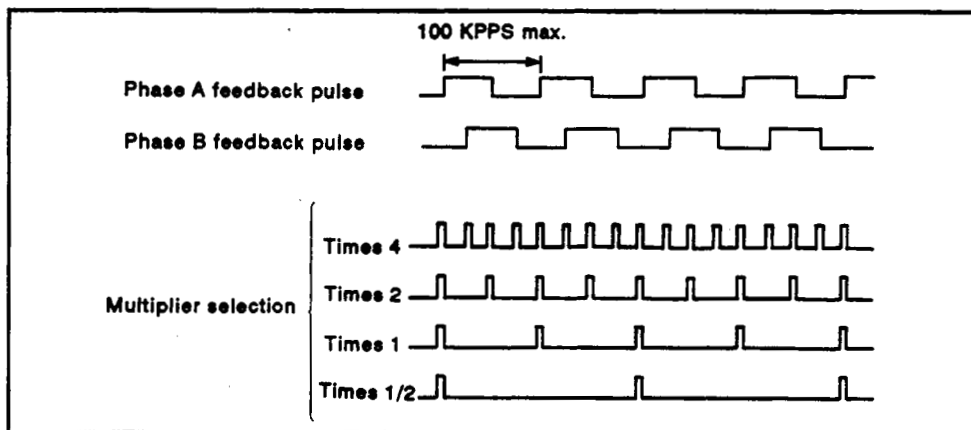 100 KPPS max.
Phase A feedback pulse
Phase B feedback pulse
Times 4
Times 2
Multiplier selection
Times 1
Times 1/2